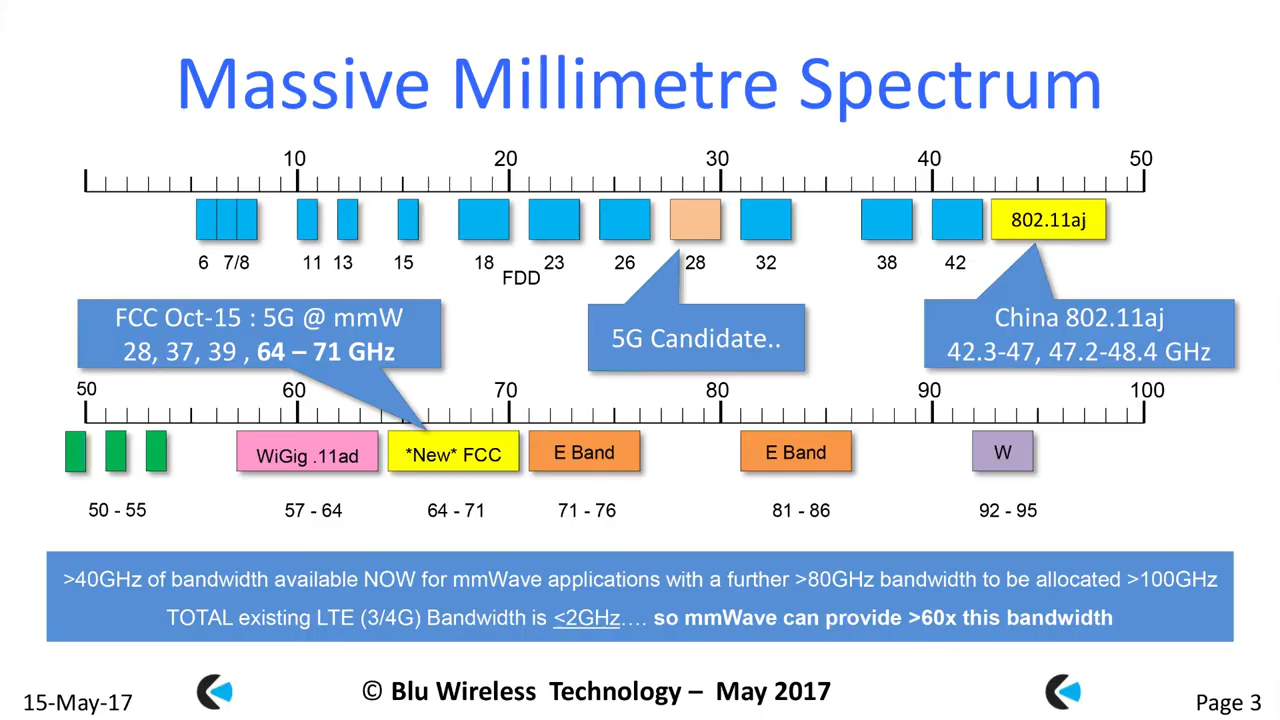 Massive Millimetre Spectrum
10 20 30 40 50
802.11aj
6 7/8 11 13 15 18 23 26 28 32 38 42
FDD
FCC Oct-15 : 5G @ mmW
28, 37, 39 , 64 – 71 GHz
5G Candidate..
China 802.11aj
42.3-47, 47.2-48.4 GHz
50 60 70 80 90 100
WiGig .11ad *New* FCC E Band E Band W
50 - 55 57 - 64 64 - 71 71 - 76 81 - 86 92 - 95
>40GHz of bandwidth available NOW for mmWave applications with a further >80GHz bandwidth to be allocated >100GHz
TOTAL existing LTE (3/4G) Bandwidth is <2GHz…. so mmWave can provide >60x this bandwidth
15-May-17
© Blu Wireless Technology – May 2017
Page 3